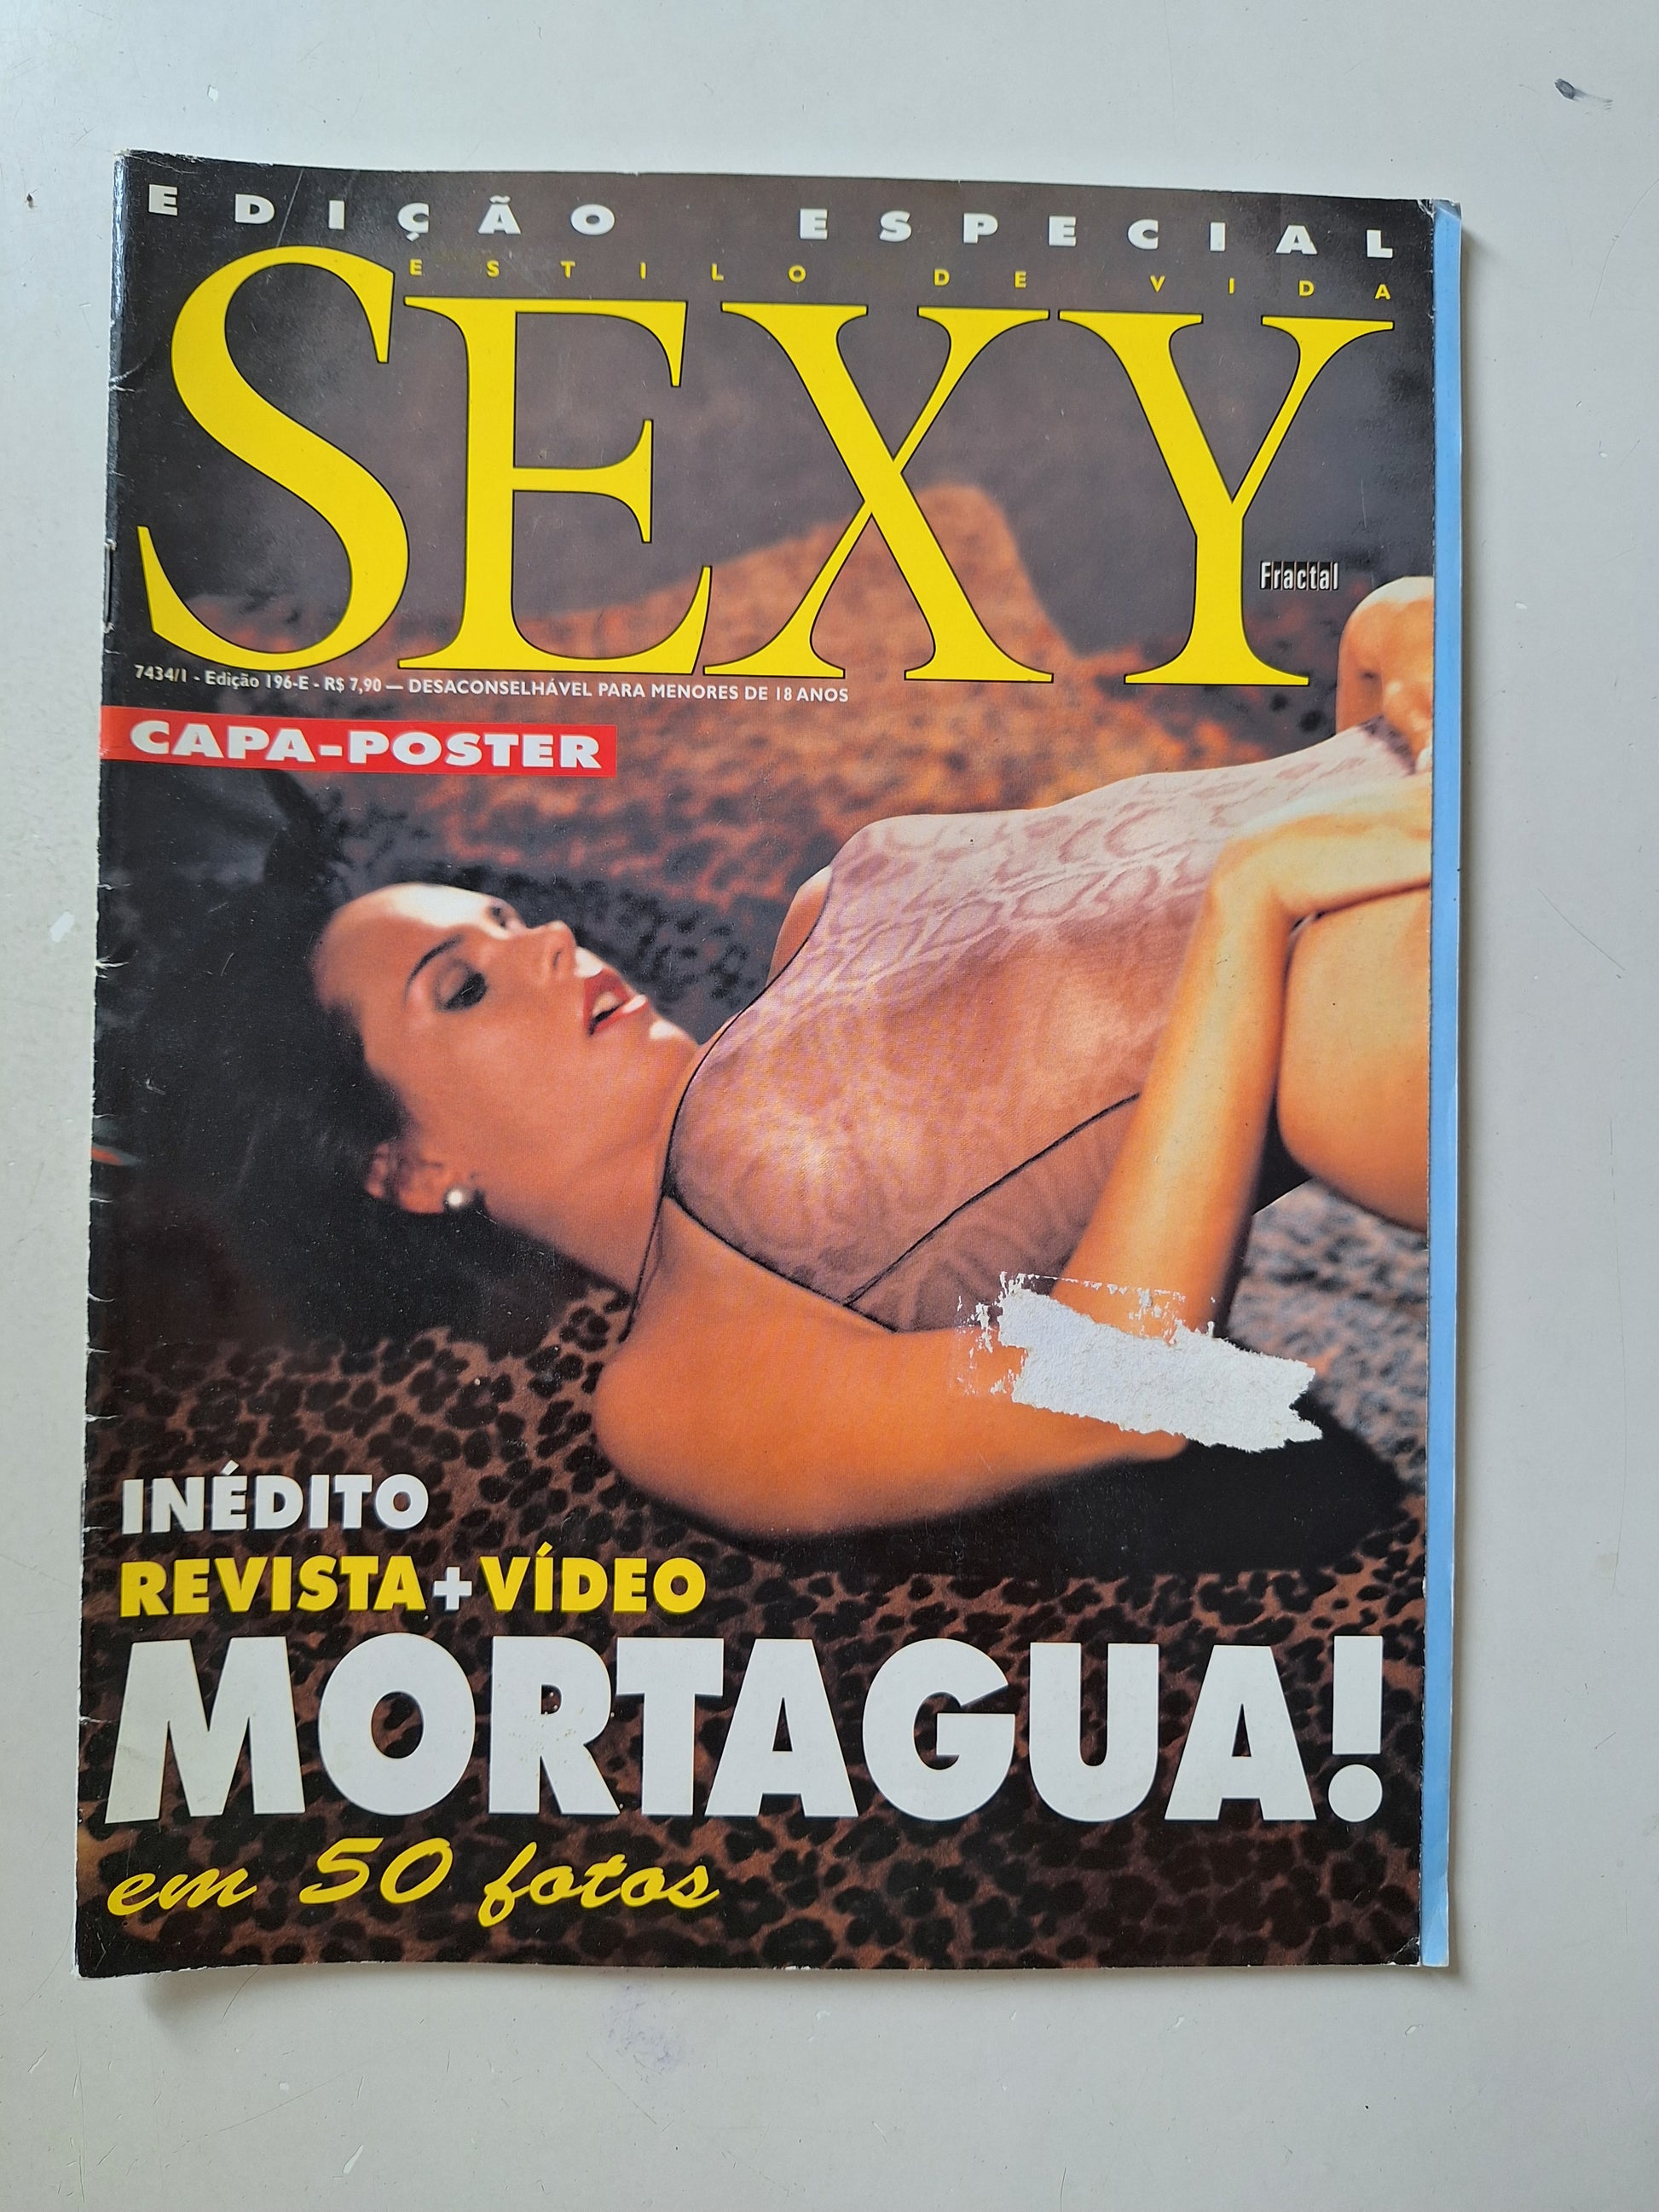 EDIÇÃO ESPECIAL
ESTILO DE VIDA
SEXY
Fractal
7434/1 - Edição 196-E - R$ 7,90 — DESACONSELHÁVEL PARA MENORES DE 18 ANOS
CAPA-POSTER
INÉDITO
REVISTA+VÍDEO
MORTAGUA!
em 50 fotos